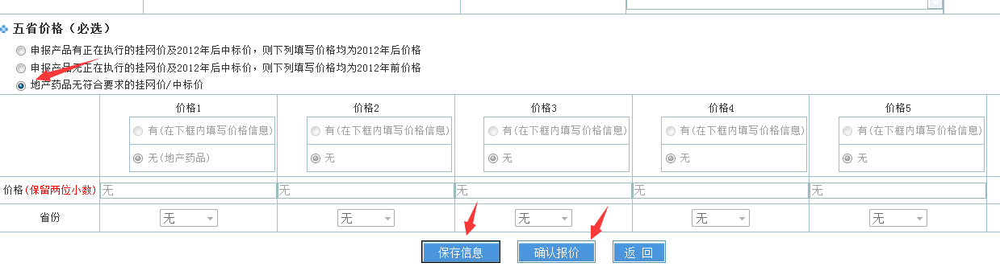 五省价格（必选）
申报产品有正在执行的挂网价及2012年后中标价，则下列填写价格均为2012年后价格
申报产品无正在执行的挂网价及2012年后中标价，则下列填写价格均为2012年前价格
地产药品无符合要求的挂网价/中标价
价格1 价格2 价格3 价格4 价格5
有(在下框内填写价格信息) 有(在下框内填写价格信息) 有(在下框内填写价格信息) 有(在下框内填写价格信息) 有(在下框内填写价格信息)
无(地产药品) 无 无 无 无
价格(保留两位小数) 无 无 无 无 无
省份 无 无 无 无 无
保存信息 确认报价 返 回